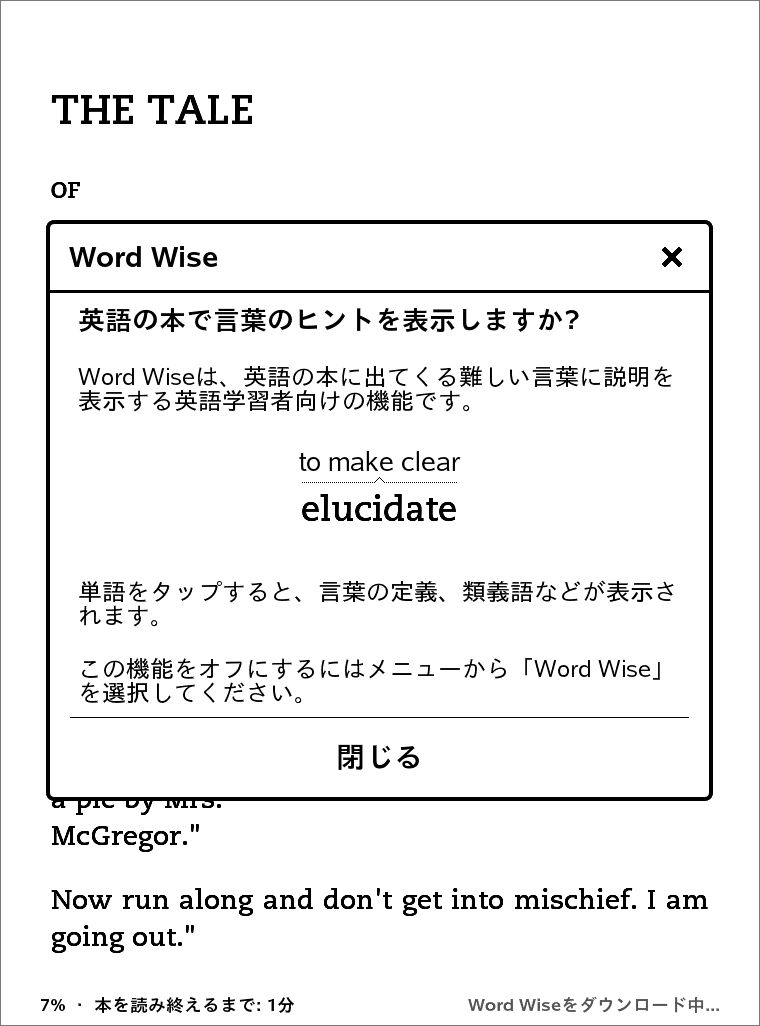 THE TALE
OF
Word Wise
英語の本で言葉のヒントを表示しますか?
Word Wiseは、英語の本に出てくる難しい言葉に説明を
表示する英語学習者向けの機能です。
to make clear
elucidate
単語をタップすると、言葉の定義、類義語などが表示さ
れます。
この機能をオフにするにはメニューから「Word Wise」
を選択してください。
閉じる
a pie by Mrs.
McGregor."
Now run along and don't get into mischief. I am
going out."
7% · 本を読み終えるまで: 1分
Word Wiseをダウンロード中...